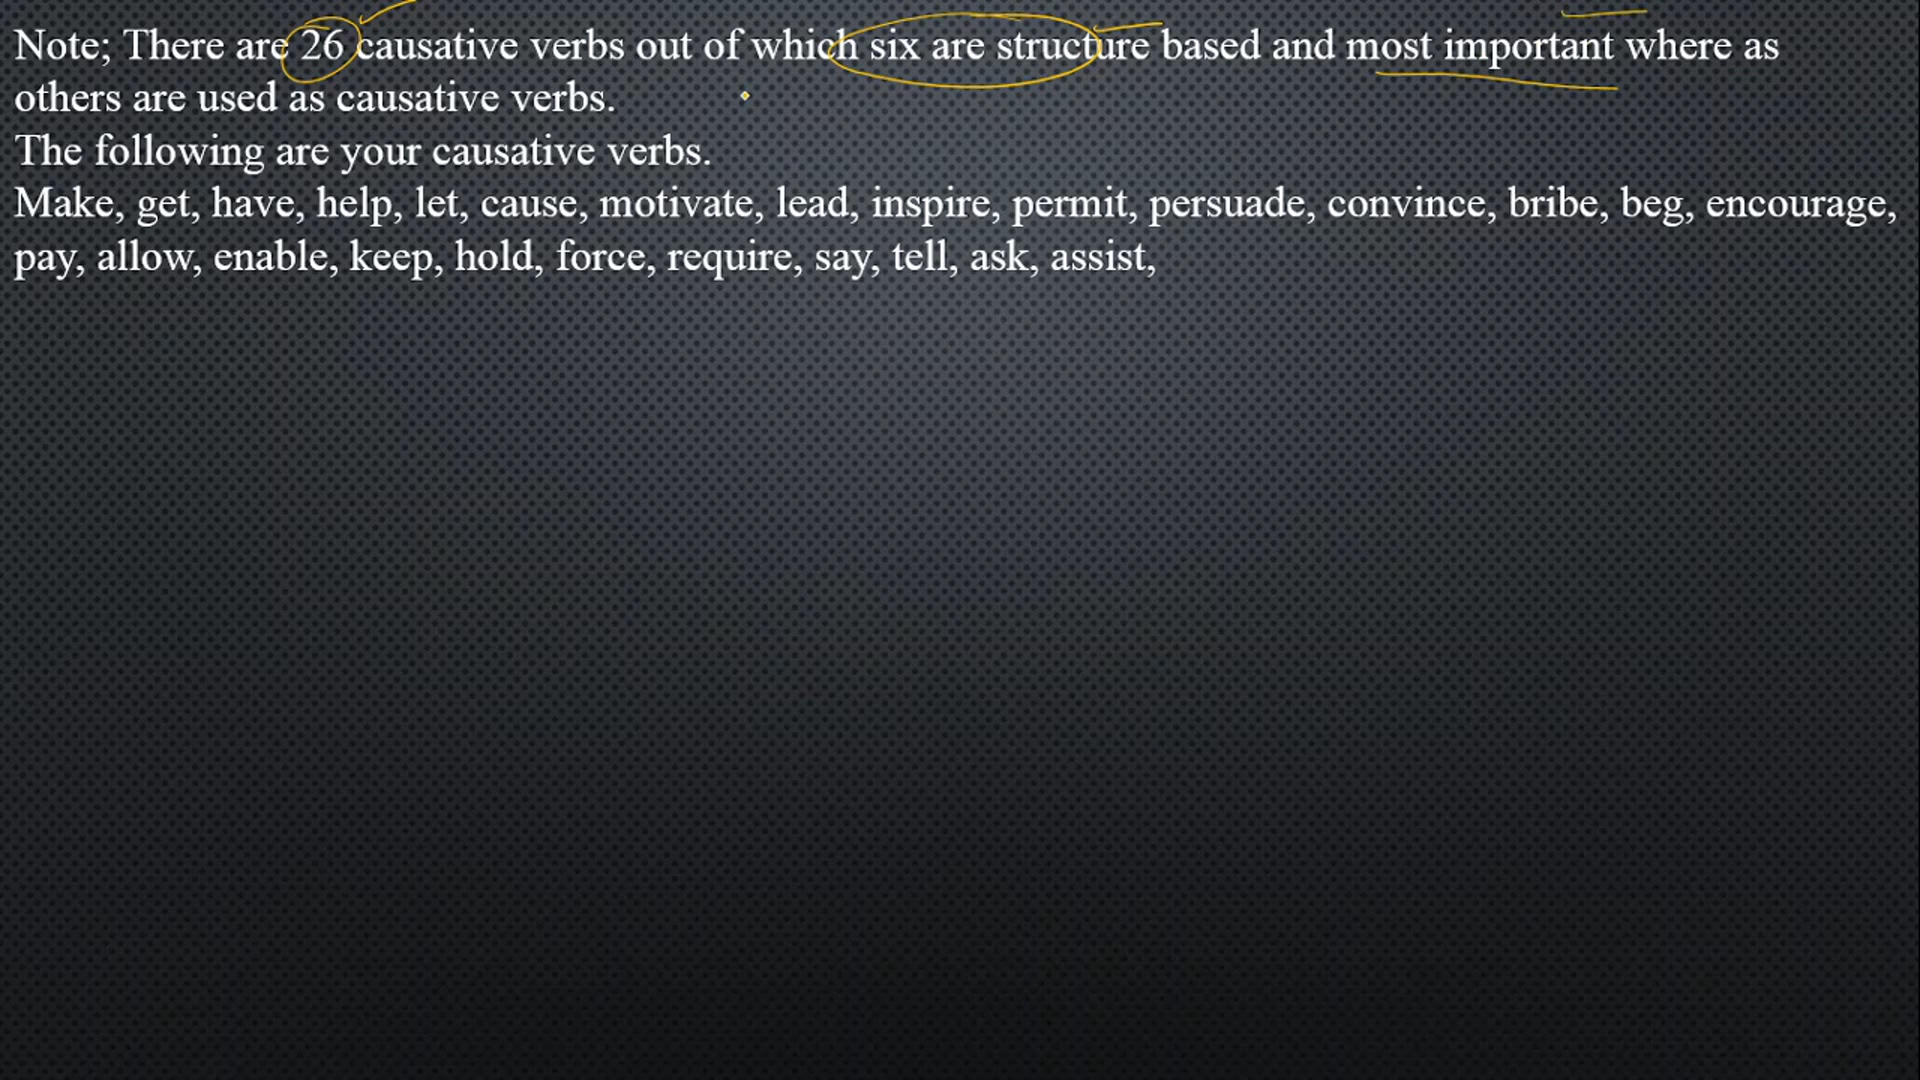 Note; There are 26 causative verbs out of which six are structure based and most important where as
others are used as causative verbs.
The following are your causative verbs.
Make, get, have, help, let, cause, motivate, lead, inspire, permit, persuade, convince, bribe, beg, encourage,
pay, allow, enable, keep, hold, force, require, say, tell, ask, assist,